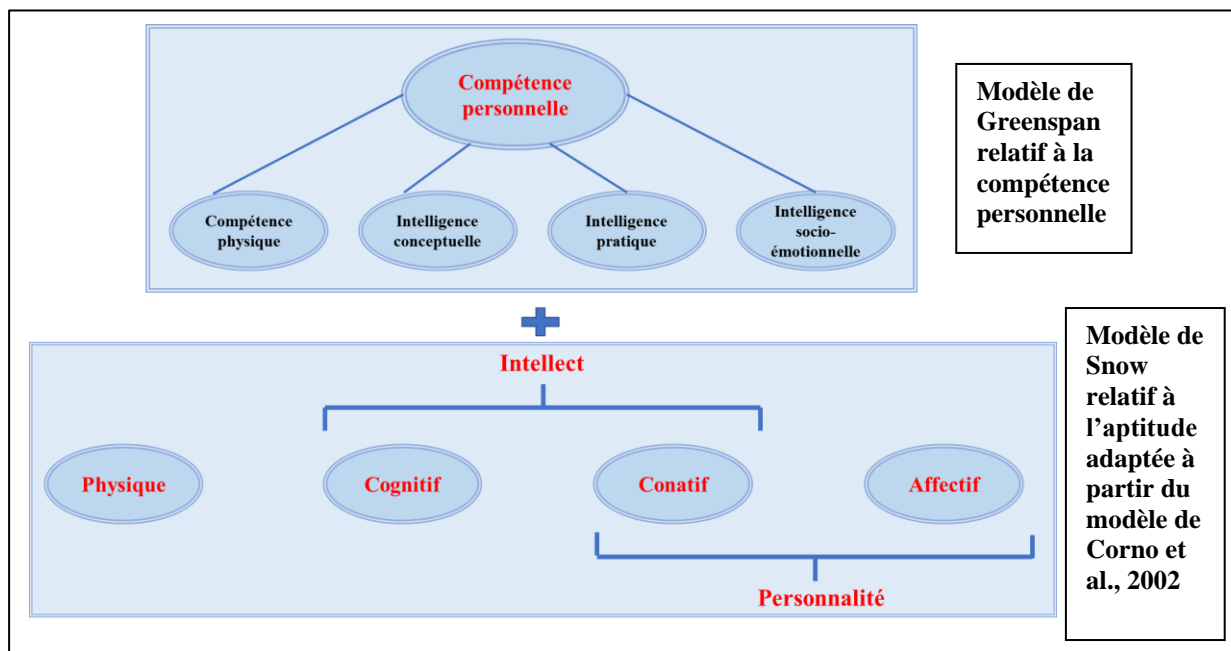 Compétence
personnelle
Compétence
physique
Intelligence
conceptuelle
Intelligence
pratique
Intelligence
socio-
émotionnelle
Modèle de
Greenspan
relatif à la
compétence
personnelle
Intellect
Physique
Cognitif
Conatif
Affectif
Personnalité
Modèle de
Snow
relatif à
l’aptitude
adaptée à
partir du
modèle de
Corno et
al., 2002